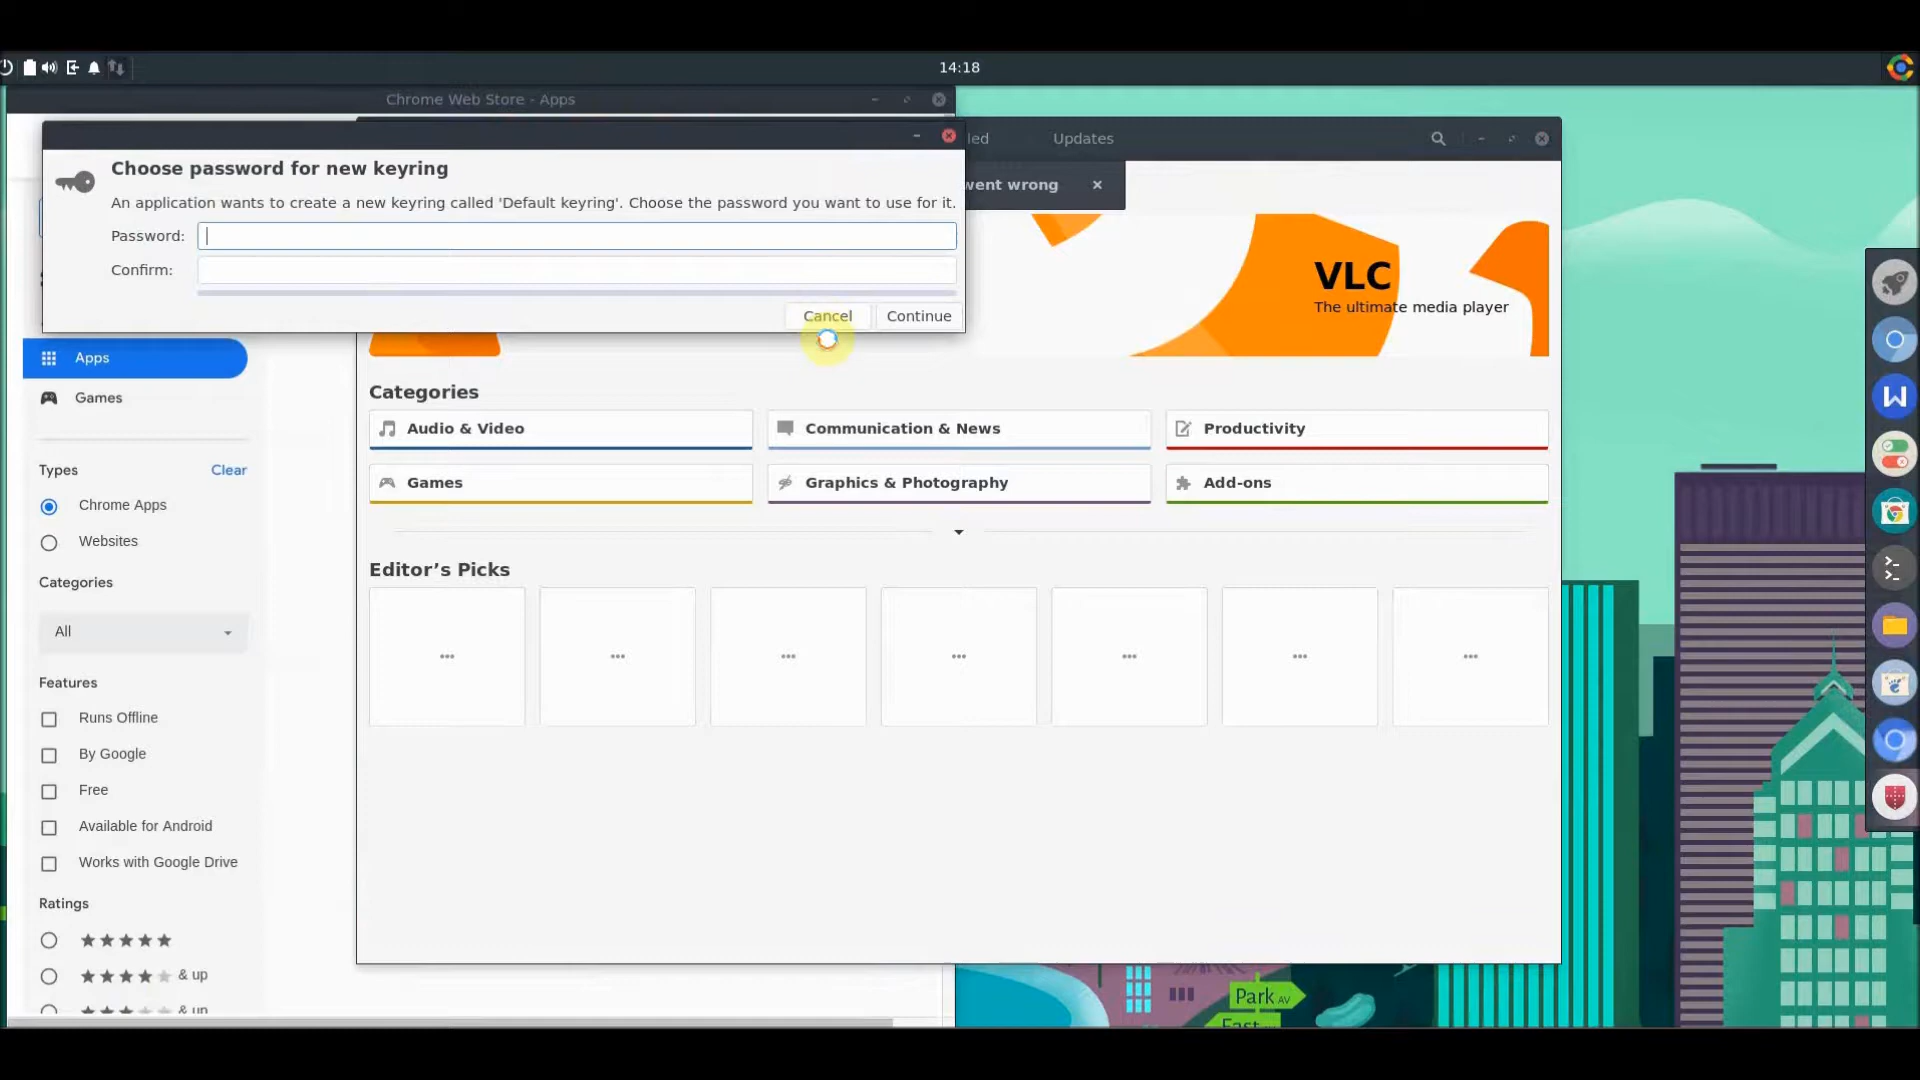 14:18
Chrome Web Store - Apps
led
Updates
Choose password for new keyring
An application wants to create a new keyring called 'Default keyring'. Choose the password you want to use for it.
Password:
Confirm:
Cancel
Continue
went wrong
VLC
The ultimate media player
Apps
Games
Types
Clear
Chrome Apps
Websites
Categories
All
Features
Runs Offline
By Google
Free
Available for Android
Works with Google Drive
Ratings
& up
& up
Categories
Audio & Video
Communication & News
Productivity
Games
Graphics & Photography
Add-ons
Editor’s Picks
...
...
...
...
...
...
...
W
Park AV
East